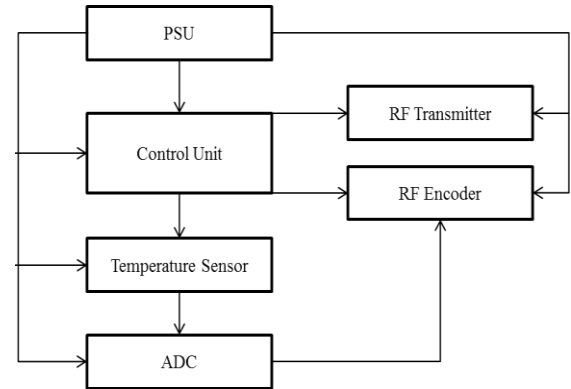 PSU
RF Transmitter
Control Unit
RF Encoder
Temperature Sensor
ADC